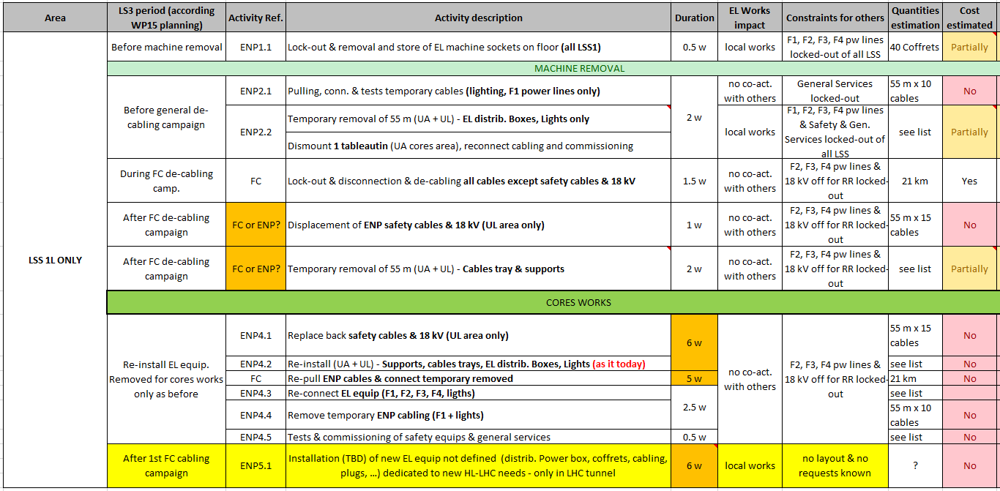 Area
LS3 period (according
WP15 planning)
Activity Ref.
Activity description
Duration
EL Works
impact
Constraints for others
Quantities
estimation
Cost
estimated
LSS 1L ONLY
Before machine removal
ENP1.1
Lock-out & removal and store of EL machine sockets on floor (all LSS1)
0.5 w
local works
F1, F2, F3, F4 pw lines
locked-out of all LSS
40 Coffrets
Partially
MACHINE REMOVAL
Before general de-
cabling campaign
ENP2.1
Pulling, conn. & tests temporary cables (lighting, F1 power lines only)
2 w
no co-act.
with others
General Services
locked-out
55 m x 10
cables
No
ENP2.2
Temporary removal of 55 m (UA + UL) - EL distrib. Boxes, Lights only
Dismount 1 tableautin (UA cores area), reconnect cabling and commissioning
local works
F1, F2, F3, F4 pw lines
& Safety & Gen.
Services locked-out of
all LSS
see list
Partially
During FC de-cabling
camp.
FC
Lock-out & disconnection & de-cabling all cables except safety cables & 18 kV
1.5 w
no co-act.
with others
F2, F3, F4 pw lines &
18 kV off for RR locked-
out
21 km
Yes
After FC de-cabling
campaign
FC or ENP?
Displacement of ENP safety cables & 18 kV (UL area only)
1 w
no co-act.
with others
F2, F3, F4 pw lines &
18 kV off for RR locked-
out
55 m x 15
cables
No
After FC de-cabling
campaign
FC or ENP?
Temporary removal of 55 m (UA + UL) - Cables tray & supports
2 w
no co-act.
with others
F2, F3, F4 pw lines &
18 kV off for RR locked-
out
see list
Partially
CORES WORKS
Re-install EL equip.
Removed for cores works
only as before
ENP4.1
Replace back safety cables & 18 kV (UL area only)
6 w
no co-act.
with others
F2, F3, F4 pw lines &
18 kV off for RR locked-
out
55 m x 15
cables
No
ENP4.2
Re-install (UA + UL) - Supports, cables trays, EL distrib. Boxes, Lights (as it today)
see list
No
FC
Re-pull ENP cables & connect temporary removed
5 w
21 km
No
ENP4.3
Re-connect EL equip (F1, F2, F3, F4, ligths)
2.5 w
see list
ENP4.4
Remove temporary ENP cabling (F1 + lights)
55 m x 10
cables
No
ENP4.5
Tests & commissioning of safety equips & general services
0.5 w
see list
No
After 1st FC cabling
campaign
ENP5.1
Installation (TBD) of new EL equip not defined (distrib. Power box, coffrets, cabling,
plugs, ...) dedicated to new HL-LHC needs - only in LHC tunnel
6 w
local works
no layout & no
requests known
?
No